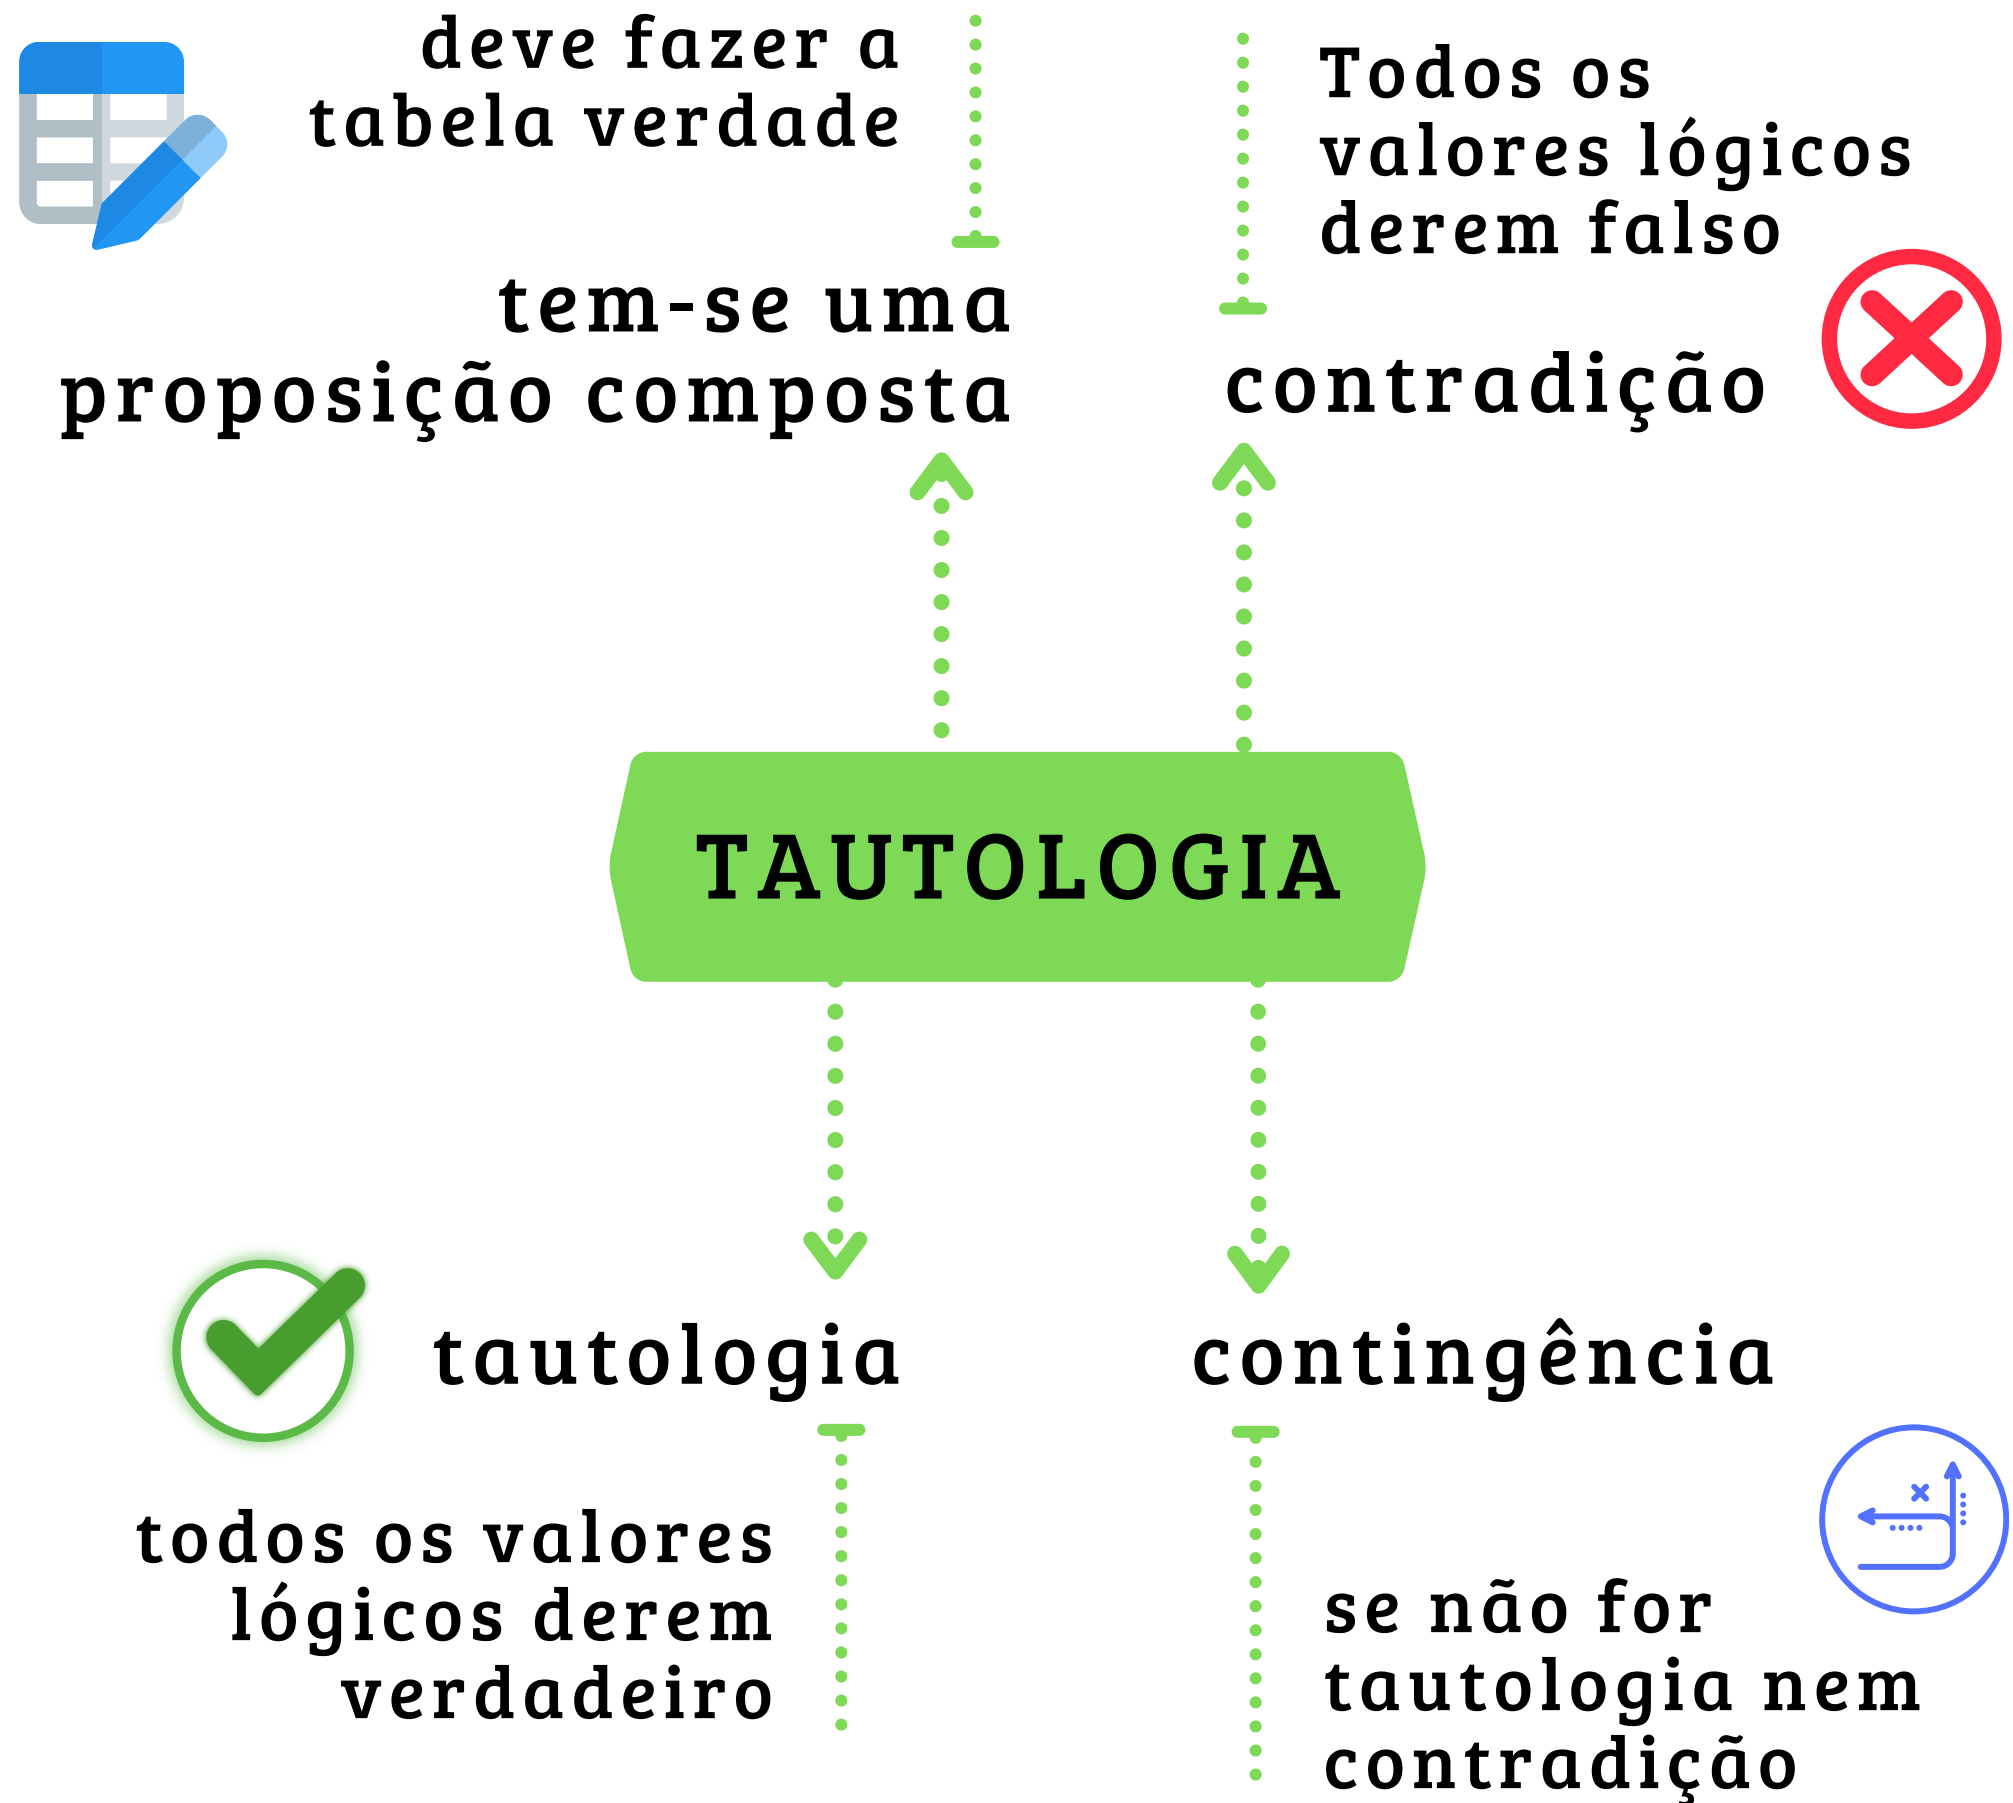 deve fazer a
tabela verdade
tem-se uma
proposição composta
Todos os
valores lógicos
derem falso
contradição
TAUTOLOGIA
tautologia
todos os valores
lógicos derem
verdadeiro
contingência
se não for
tautologia nem
contradição